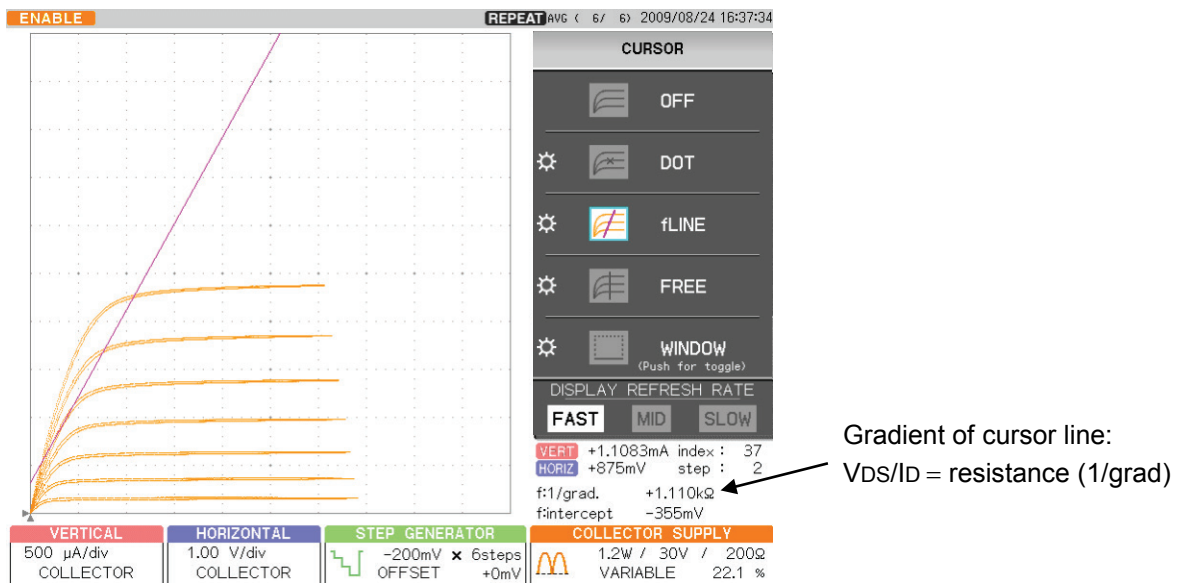 ENABLE
REPEAT AVG ( 6/ 6) 2009/08/24 16:37:34
CURSOR
OFF
DOT
fLINE
FREE
WINDOW
(Push for toggle)
DISPLAY REFRESH RATE
FAST MID SLOW
VERT +1.1083mA index: 37
HORIZ +875mV step : 2
f:1/grad. +1.110kΩ
f:intercept -355mV
Gradient of cursor line:
VDS/ID = resistance (1/grad)
VERTICAL
500 µA/div
COLLECTOR
HORIZONTAL
1.00 V/div
COLLECTOR
STEP GENERATOR
-200mV × 6steps
OFFSET +0mV
COLLECTOR SUPPLY
1.2W / 30V / 200Ω
VARIABLE 22.1 %